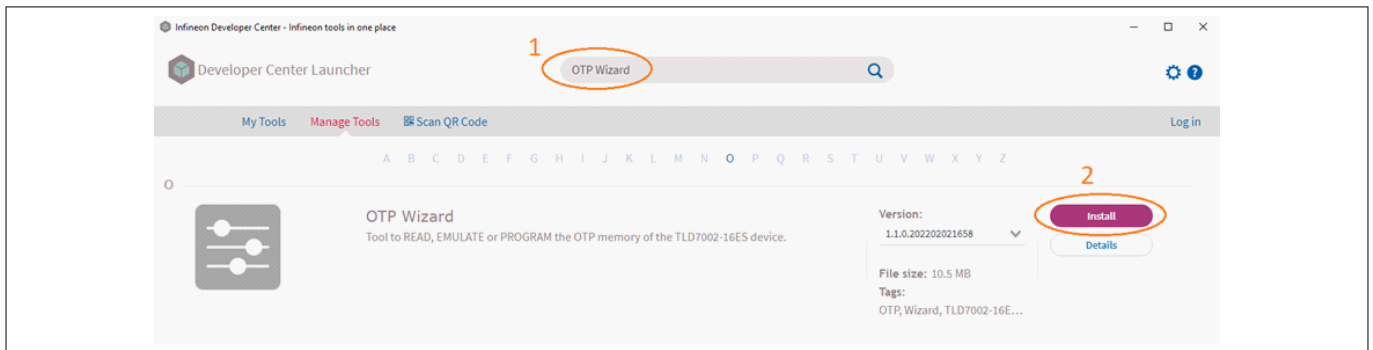 Infineon Developer Center - Infineon tools in one place
1
Developer Center Launcher
OTP Wizard
My Tools Manage Tools Scan QR Code Log in
A B C D E F G H I J K L M N O P Q R S T U V W X Y Z
O
2
OTP Wizard
Tool to READ, EMULATE or PROGRAM the OTP memory of the TLD7002-16ES device.
Version:
1.1.0.202202021658
Install
Details
File size: 10.5 MB
Tags:
OTP, Wizard, TLD7002-16E...